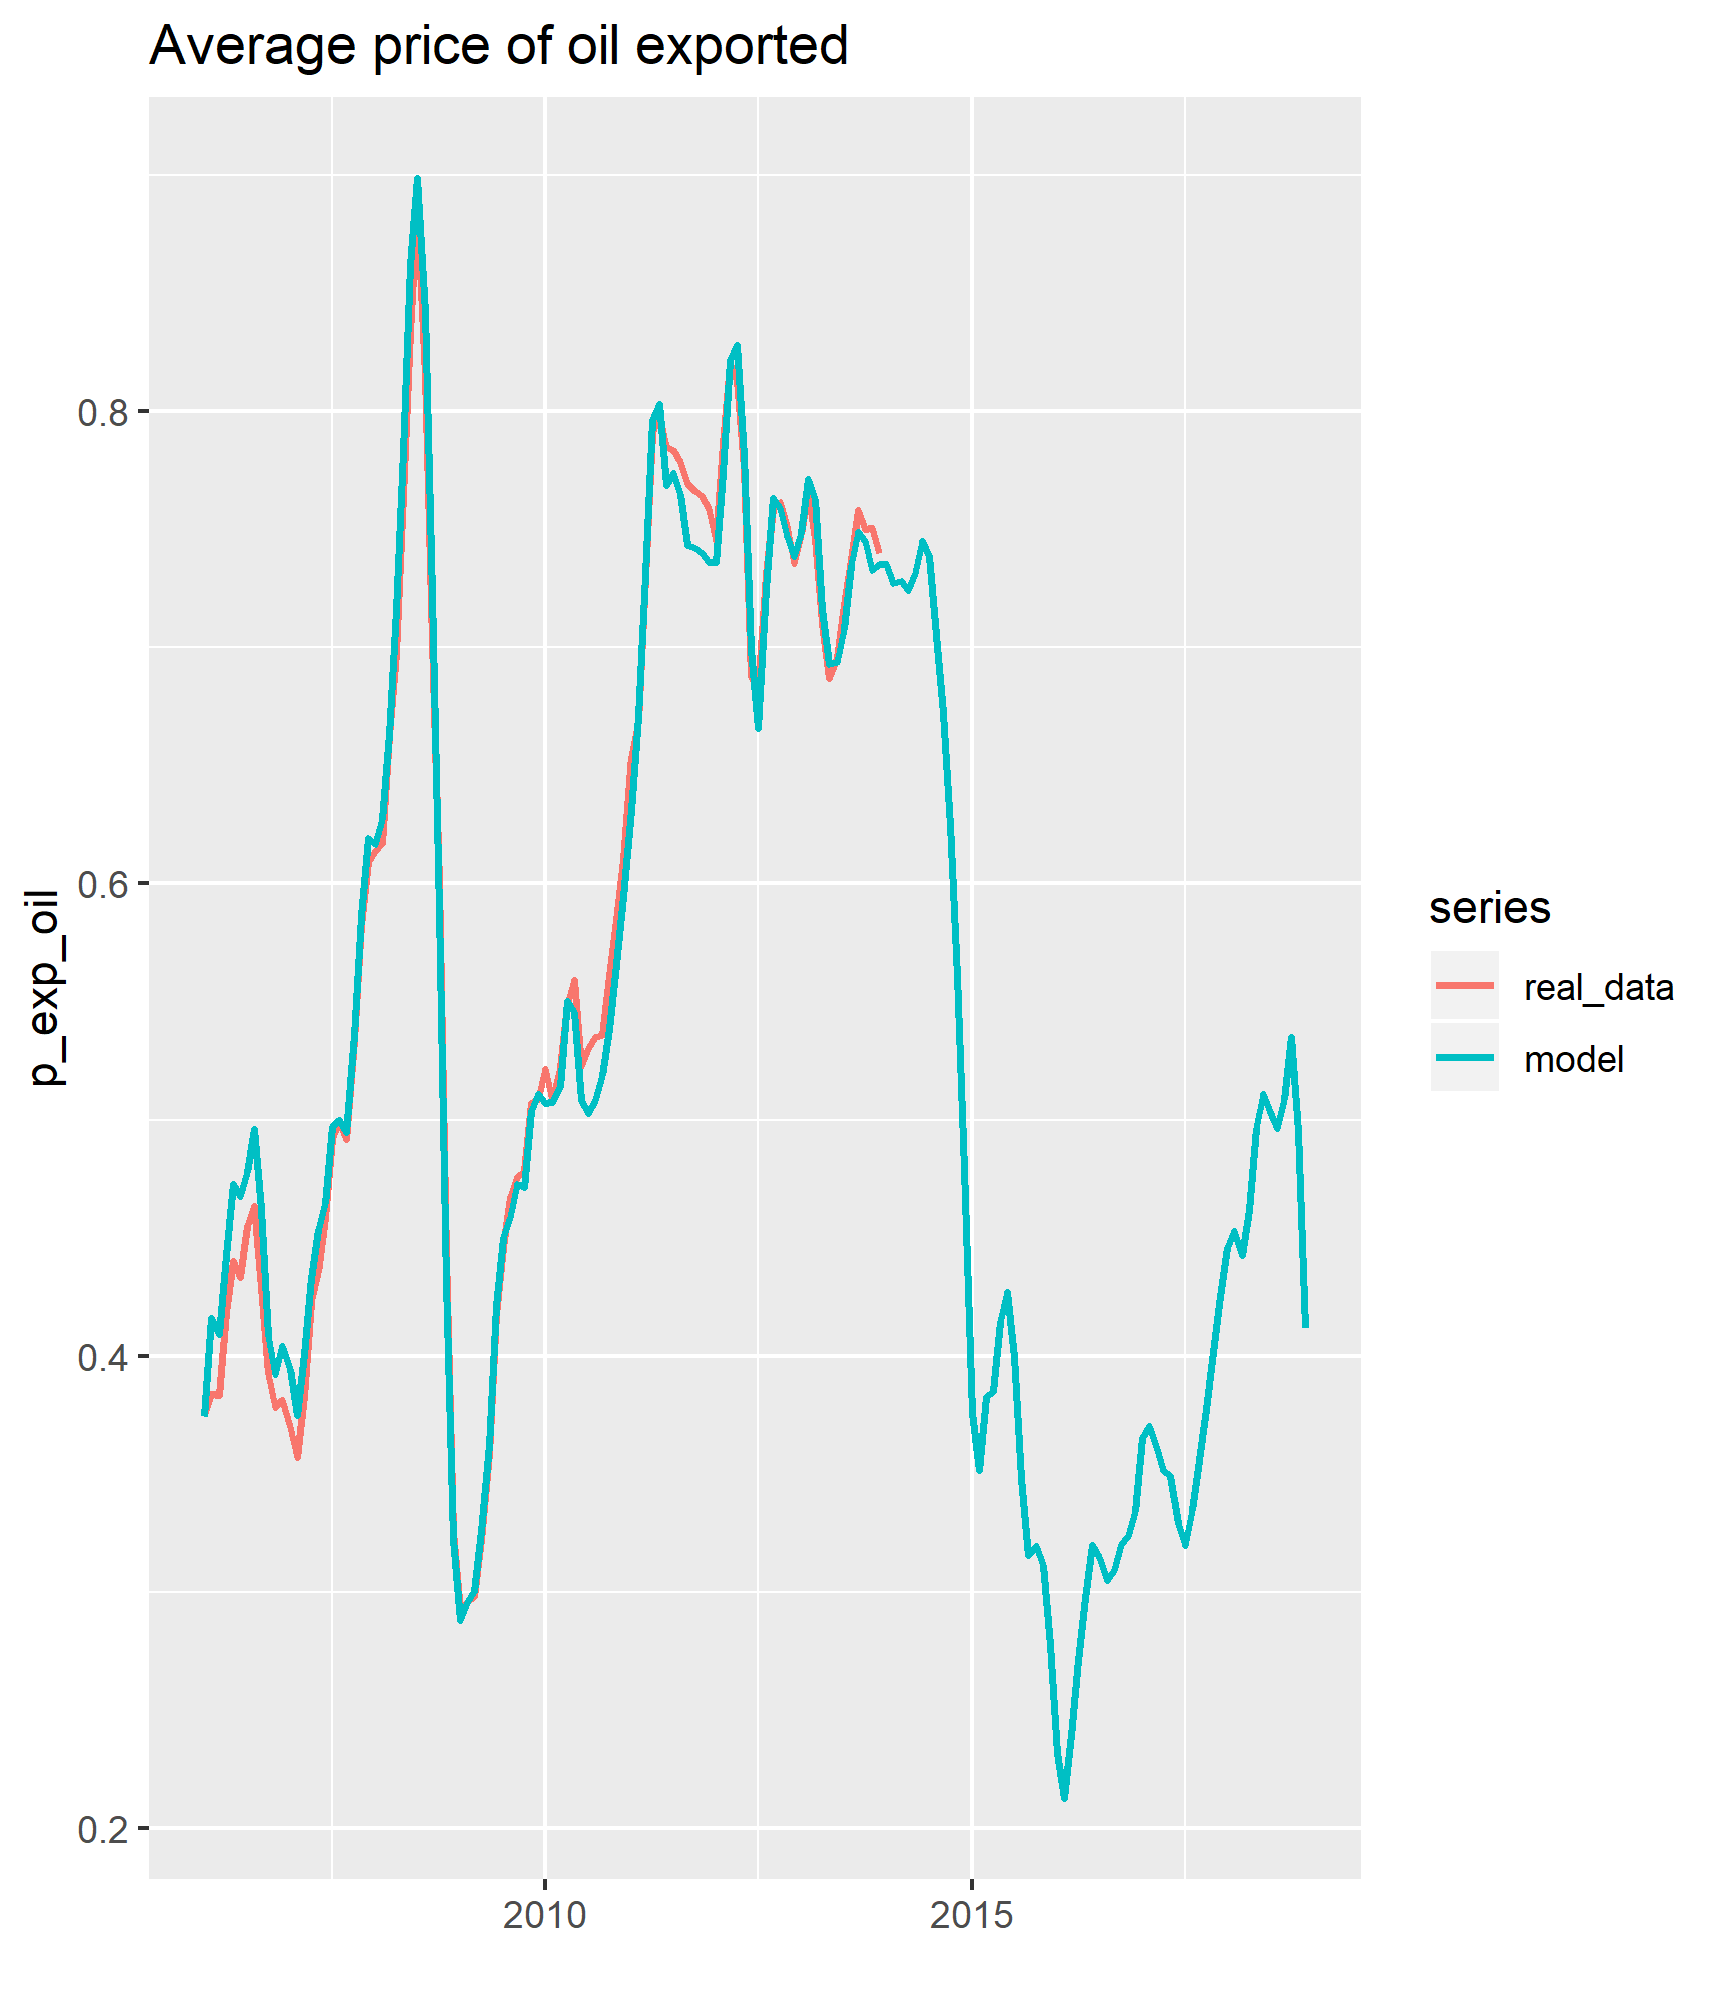 Average price of oil exported
p_exp_oil
0.8
0.6
0.4
0.2
2010
2015
series
real_data
model